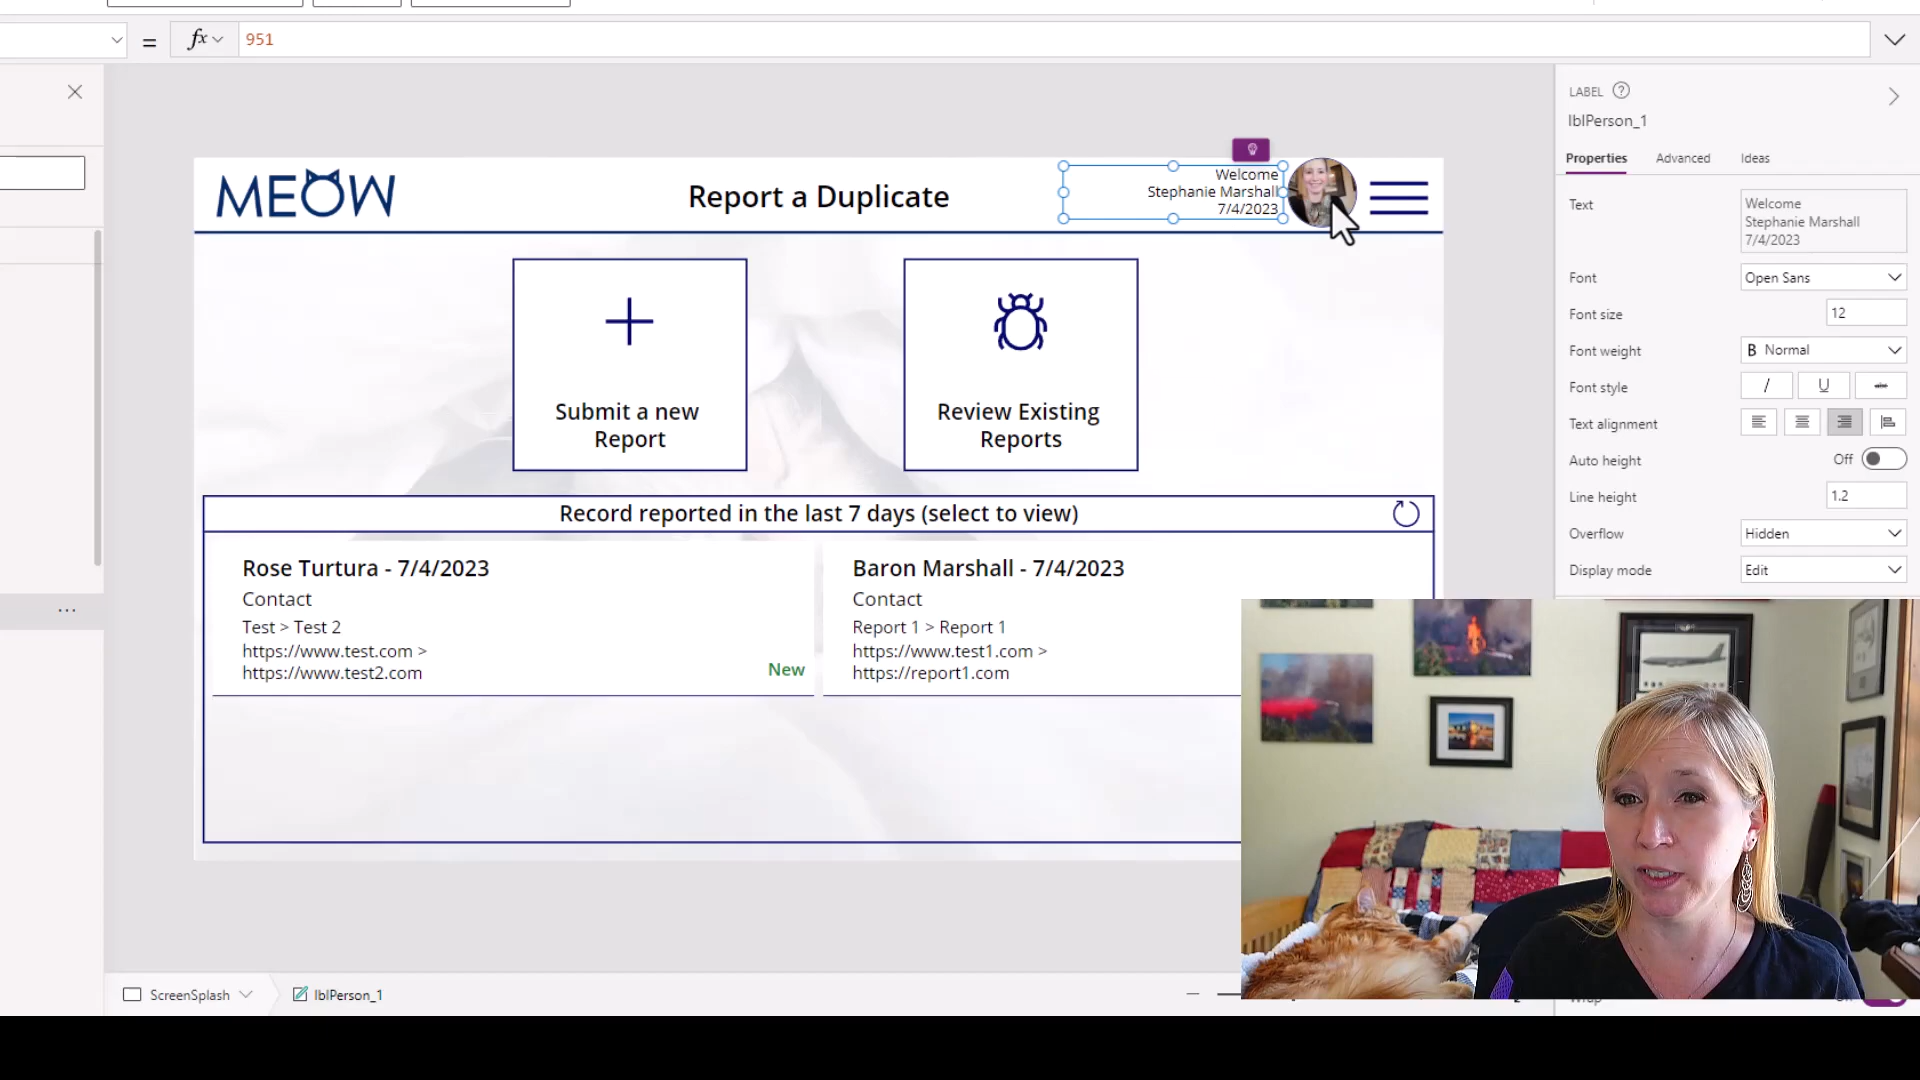 = fx 951
LABEL ?
lblPerson_1
Properties Advanced Ideas
Text
Welcome
Stephanie Marshall
7/4/2023
Font Open Sans
Font size 12
Font weight B Normal
Font style / U abc
Text alignment
Auto height Off
Line height 1.2
Overflow Hidden
Display mode Edit
MEOW
Report a Duplicate
Welcome
Stephanie Marshall
7/4/2023
Submit a new
Report
Review Existing
Reports
Record reported in the last 7 days (select to view)
Rose Turtura - 7/4/2023
Contact
Test > Test 2
https://www.test.com >
https://www.test2.com
New
Baron Marshall - 7/4/2023
Contact
Report 1 > Report 1
https://www.test1.com >
https://report1.com
...
ScreenSplash lblPerson_1